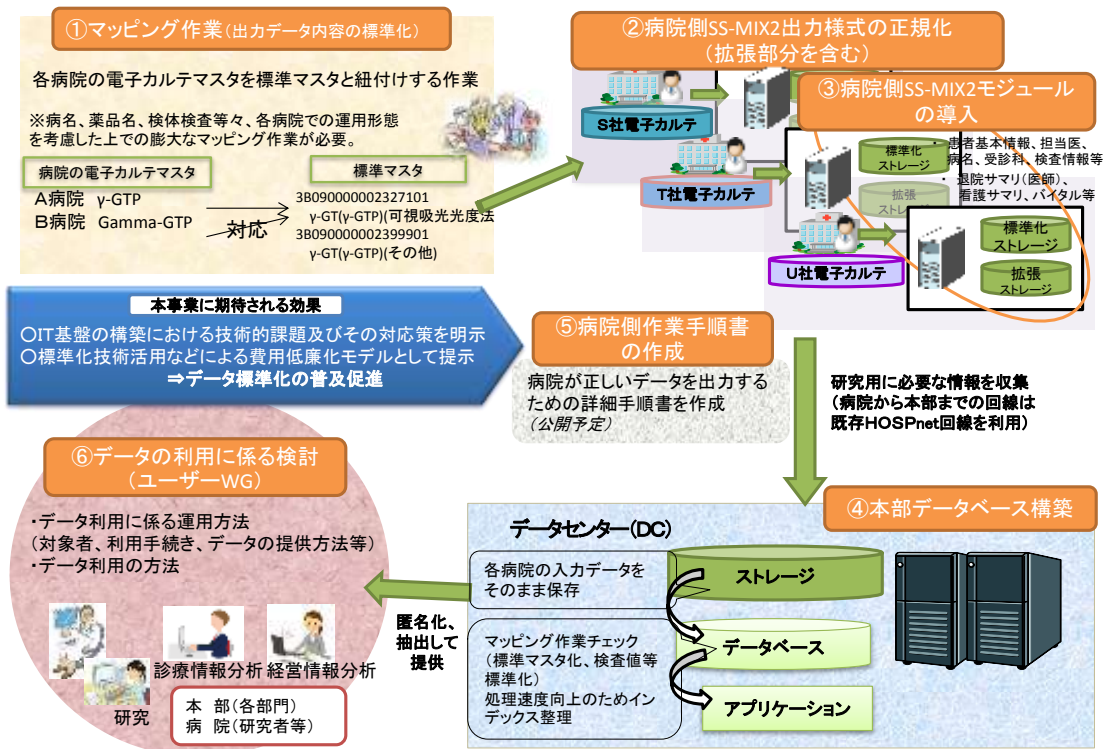 ①マッピング作業(出力データ内容の標準化)
各病院の電子カルテマスタを標準マスタと紐付けする作業
※病名、薬品名、検体検査等々、各病院での運用形態
を考慮した上での膨大なマッピング作業が必要。
病院の電子カルテマスタ
標準マスタ
A病院 γ-GTP
B病院 Gamma-GTP
対応
3B090000002327101
γ-GT(γ-GTP)(可視吸光光度法
3B090000002399901
γ-GT(γ-GTP)(その他)
②病院側SS-MIX2出力様式の正規化
(拡張部分を含む)
③病院側SS-MIX2モジュール
の導入
S社電子カルテ
T社電子カルテ
U社電子カルテ
標準化
ストレージ
拡張
ストレージ
・ 患者基本情報、担当医、
病名、受診科、検査情報等
・ 退院サマリ(医師)、
看護サマリ、バイタル等
標準化
ストレージ
拡張
ストレージ
本事業に期待される効果
○IT基盤の構築における技術的課題及びその対応策を明示
○標準化技術活用などによる費用低廉化モデルとして提示
⇒データ標準化の普及促進
⑤病院側作業手順書
の作成
病院が正しいデータを出力する
ための詳細手順書を作成
(公開予定)
研究用に必要な情報を収集
(病院から本部までの回線は
既存HOSPnet回線を利用)
④本部データベース構築
データセンター(DC)
各病院の入力データを
そのまま保存
ストレージ
マッピング作業チェック
(標準マスタ化、検査値等
標準化)
処理速度向上のためイン
デックス整理
データベース
アプリケーション
匿名化、
抽出して
提供
⑥データの利用に係る検討
(ユーザーWG)
・データ利用に係る運用方法
(対象者、利用手続き、データの提供方法等)
・データ利用の方法
診療情報分析 経営情報分析
研究
本 部(各部門)
病 院(研究者等)